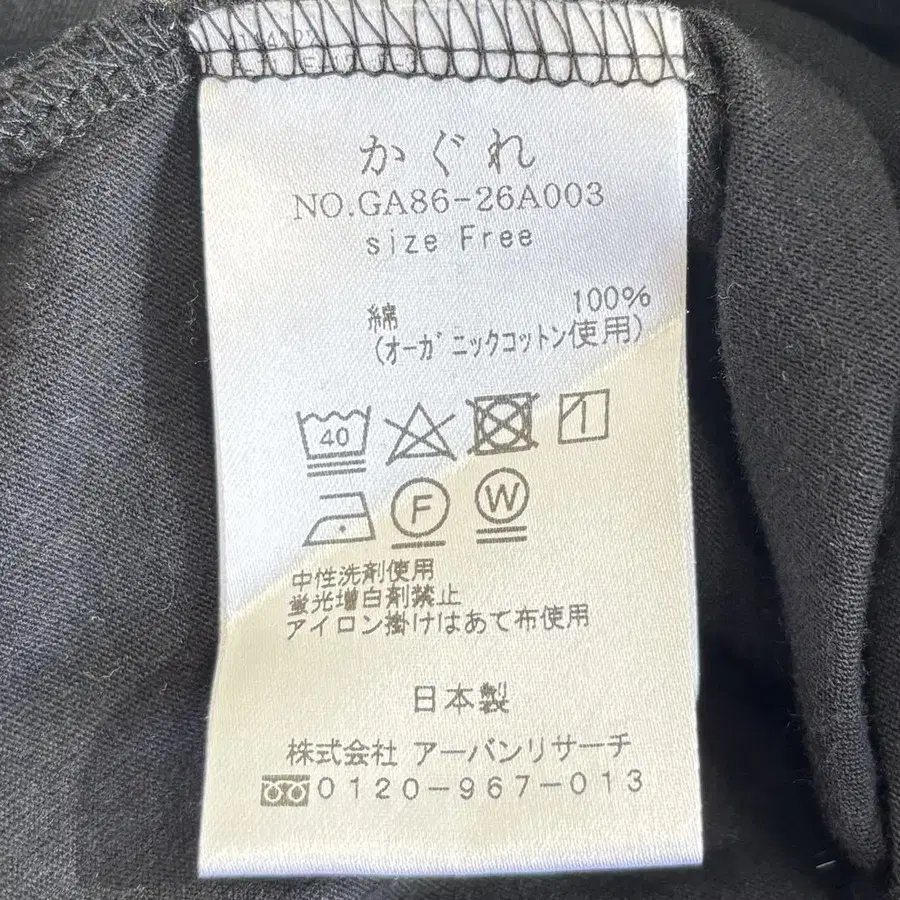 かぐれ
NO.GA86-26A003
size Free
綿 100%
(オーガニックコットン使用)
40
F W
中性洗剤使用
蛍光増白剤禁止
アイロン掛けはあて布使用
日本製
株式会社 アーバンリサーチ
0120-967-013